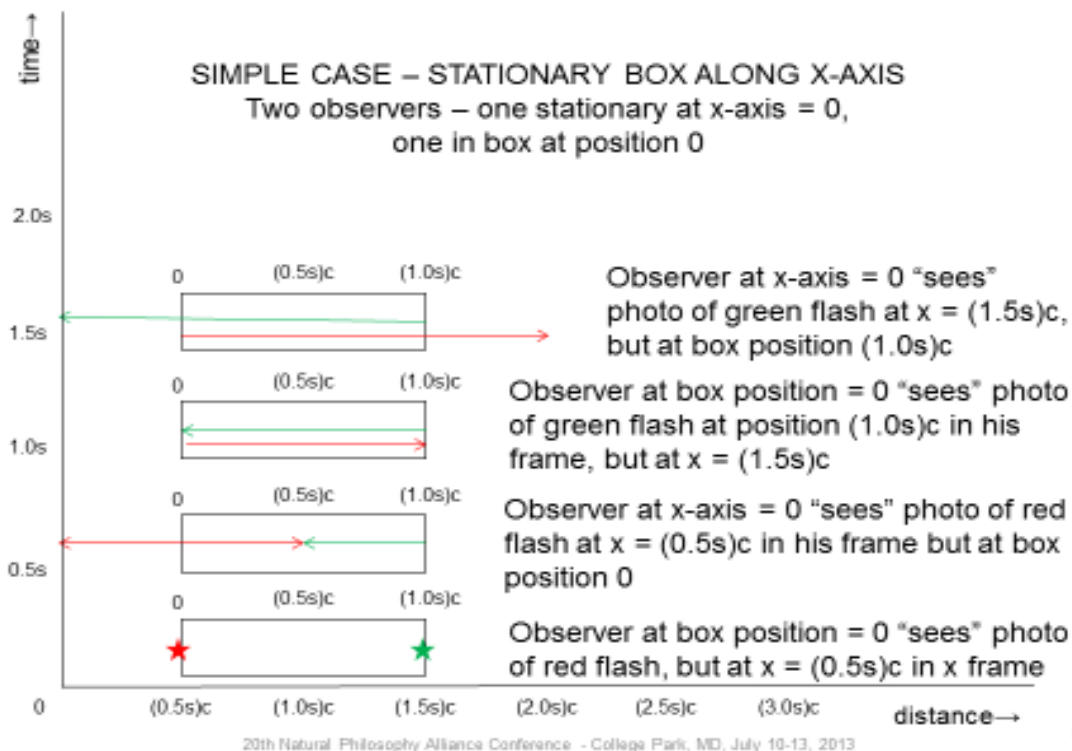 time→
SIMPLE CASE – STATIONARY BOX ALONG X-AXIS
Two observers – one stationary at x-axis = 0,
one in box at position 0
2.0s
0 (0.5s)c (1.0s)c
Observer at x-axis = 0 “sees”
photo of green flash at x = (1.5s)c,
but at box position (1.0s)c
1.5s
0 (0.5s)c (1.0s)c
Observer at box position = 0 “sees” photo
of green flash at position (1.0s)c in his
frame, but at x = (1.5s)c
1.0s
0 (0.5s)c (1.0s)c
Observer at x-axis = 0 “sees” photo of red
flash at x = (0.5s)c in his frame but at box
position 0
0.5s
0 (0.5s)c (1.0s)c
Observer at box position = 0 “sees” photo
of red flash, but at x = (0.5s)c in x frame
0 (0.5s)c (1.0s)c (1.5s)c (2.0s)c (2.5s)c (3.0s)c distance→
20th Natural Philosophy Alliance Conference - College Park, MD, July 10-13, 2013